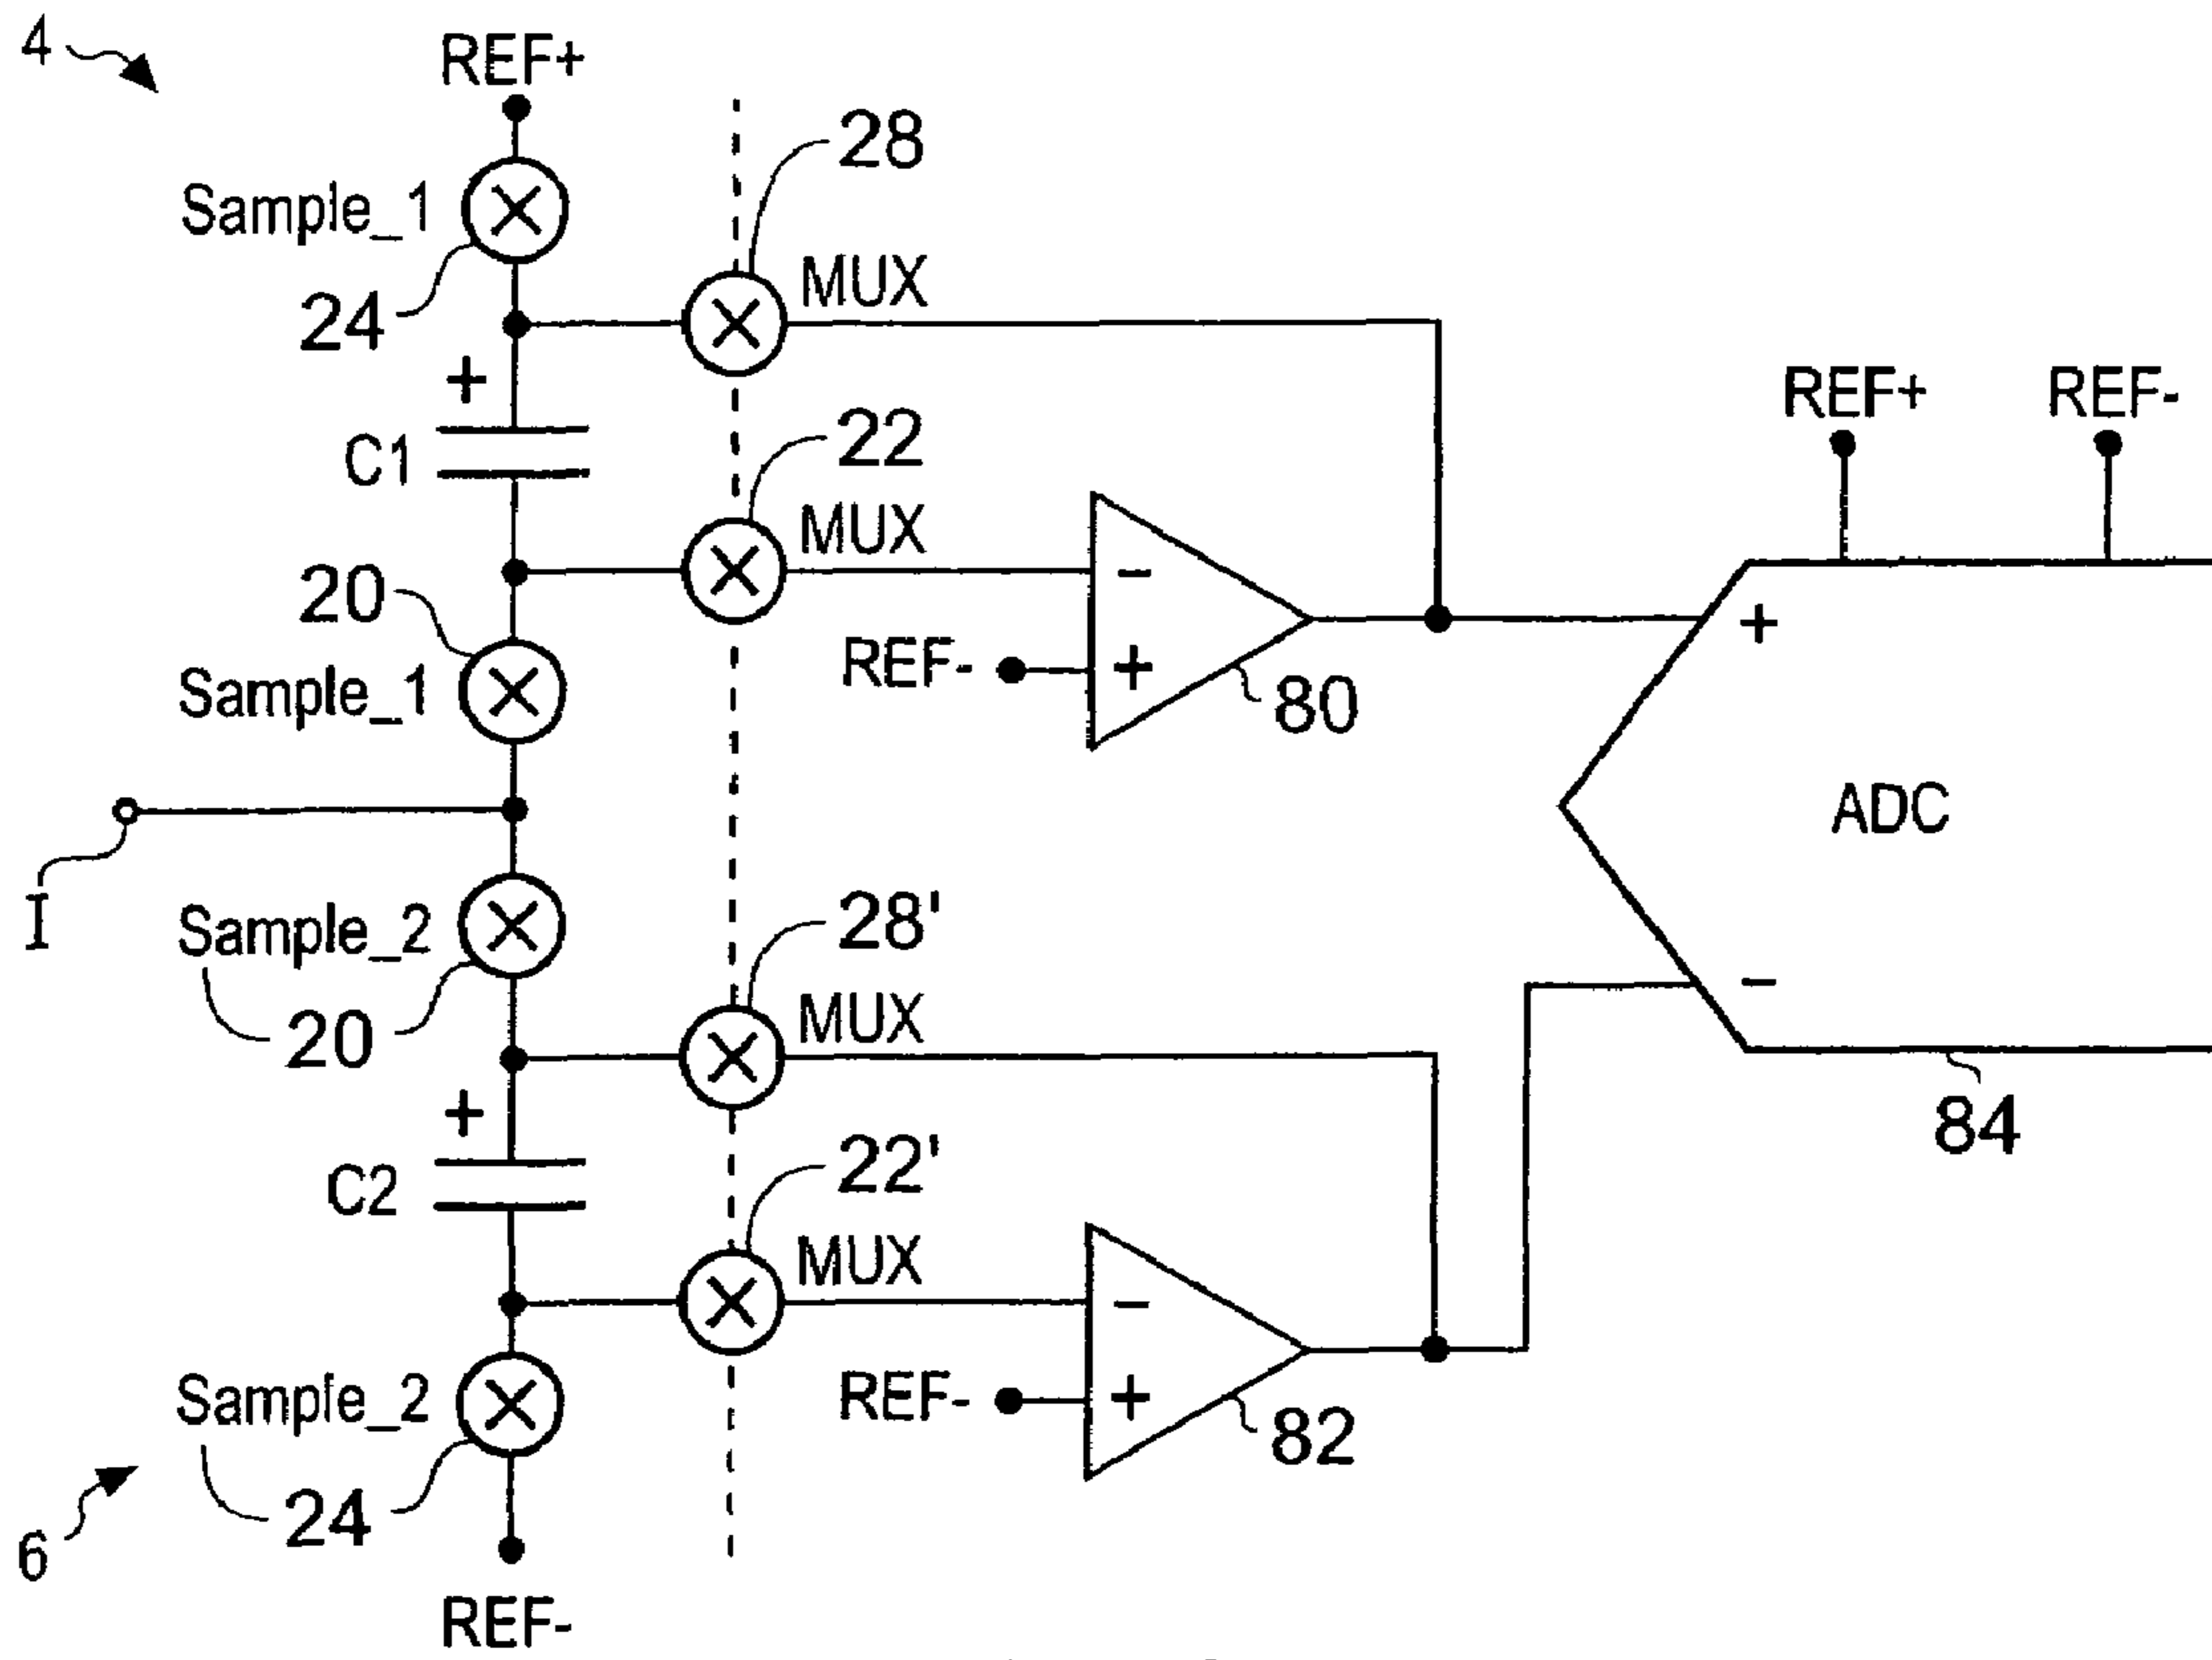 4
REF+
28
Sample_1
24
MUX
+
C1
22
MUX
REF+
REF-
20
-
+
REF-
+
80
Sample_1
ADC
I
Sample_2
20
28'
MUX
-
84
+
C2
22'
MUX
-
Sample_2
REF-
+
82
24
6
REF-